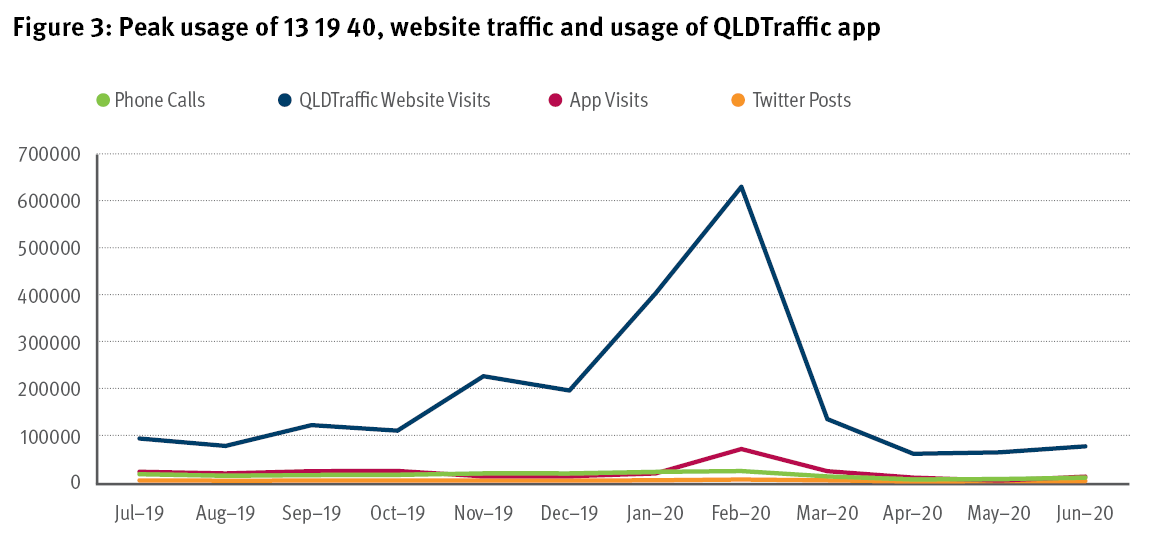 Figure 3: Peak usage of 13 19 40, website traffic and usage of QLDTraffic app
Phone Calls QLDTraffic Website Visits App Visits Twitter Posts
700000
600000
500000
400000
300000
200000
100000
0
Jul–19 Aug–19 Sep–19 Oct–19 Nov–19 Dec–19 Jan–20 Feb–20 Mar–20 Apr–20 May–20 Jun–20